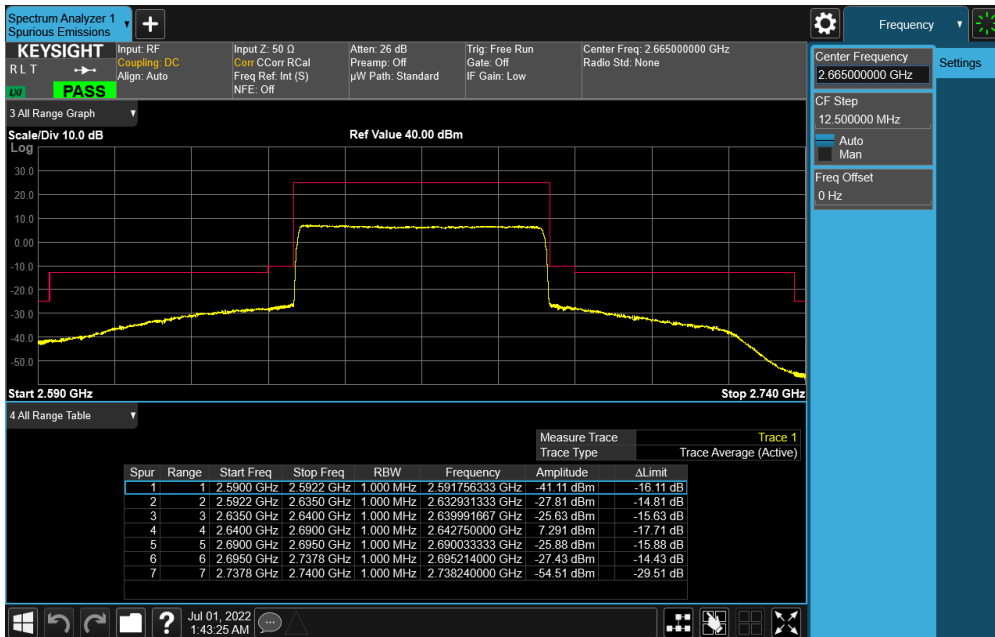 Spectrum Analyzer 1
Spurious Emissions
Frequency
KEYSIGHT
R L T
LXI
PASS
Input: RF
Coupling: DC
Align: Auto
Input Z: 50 Ω
Corr CCorr RCal
Freq Ref: Int (S)
NFE: Off
Atten: 26 dB
Preamp: Off
µW Path: Standard
Trig: Free Run
Gate: Off
IF Gain: Low
Center Freq: 2.665000000 GHz
Radio Std: None
Center Frequency
2.665000000 GHz
Settings
CF Step
12.500000 MHz
Auto
Man
Freq Offset
0 Hz
3 All Range Graph
Scale/Div 10.0 dB Ref Value 40.00 dBm
Log
30.0
20.0
10.0
0.00
-10.0
-20.0
-30.0
-40.0
-50.0
Start 2.590 GHz Stop 2.740 GHz
4 All Range Table
Measure Trace Trace 1
Trace Type Trace Average (Active)
Spur Range Start Freq Stop Freq RBW Frequency Amplitude ΔLimit
1 1 2.5900 GHz 2.5922 GHz 1.000 MHz 2.591756333 GHz -41.11 dBm -16.11 dB
2 2 2.5922 GHz 2.6350 GHz 1.000 MHz 2.632931333 GHz -27.81 dBm -14.81 dB
3 3 2.6350 GHz 2.6400 GHz 1.000 MHz 2.639991667 GHz -25.63 dBm -15.63 dB
4 4 2.6400 GHz 2.6900 GHz 1.000 MHz 2.642750000 GHz 7.291 dBm -17.71 dB
5 5 2.6900 GHz 2.6950 GHz 1.000 MHz 2.690033333 GHz -25.88 dBm -15.88 dB
6 6 2.6950 GHz 2.7378 GHz 1.000 MHz 2.695214000 GHz -27.43 dBm -14.43 dB
7 7 2.7378 GHz 2.7400 GHz 1.000 MHz 2.738240000 GHz -54.51 dBm -29.51 dB
Jul 01, 2022
1:43:25 AM